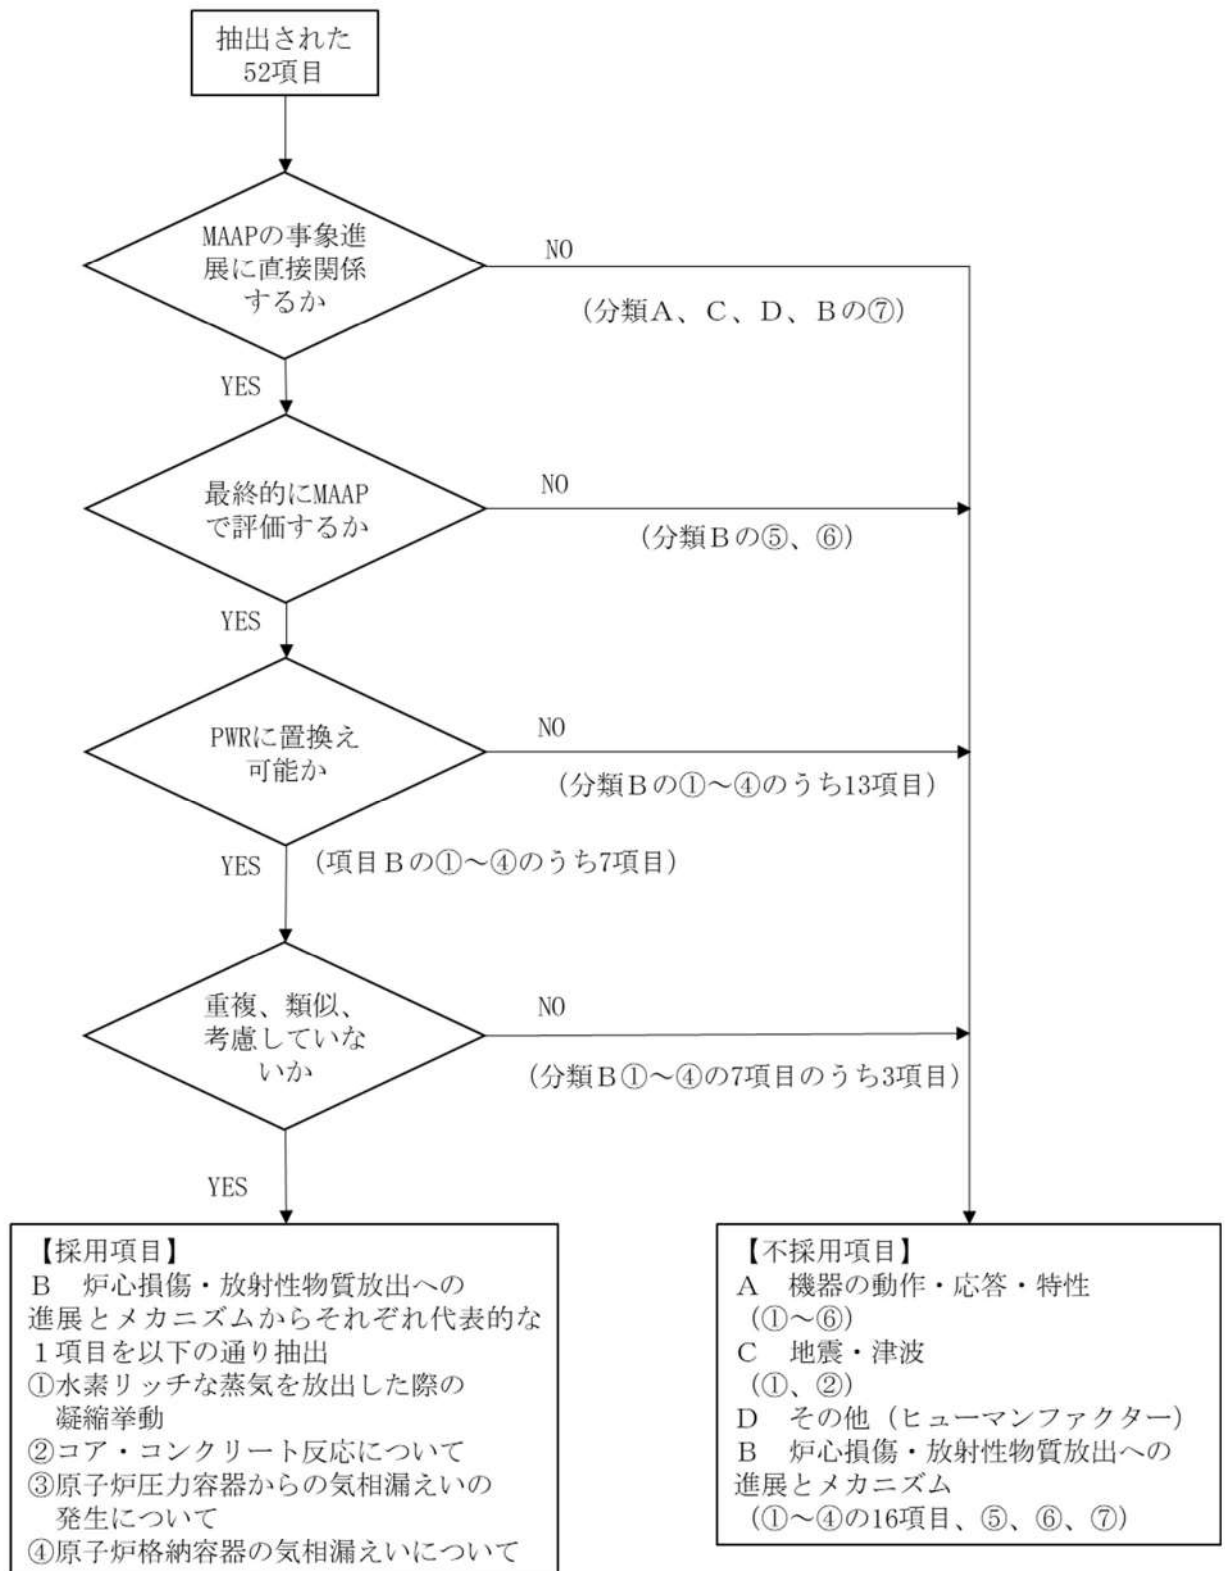 抽出された
52項目
MAAPの事象進
展に直接関係
するか
NO
(分類A、C、D、Bの⑦)
YES
最終的にMAAP
で評価するか
NO
(分類Bの⑤、⑥)
YES
PWRに置換え
可能か
NO
(分類Bの①～④のうち13項目)
YES
(項目Bの①～④のうち7項目)
重複、類似、
考慮していな
いか
NO
(分類B①～④の7項目のうち3項目)
YES
【採用項目】
B　炉心損傷・放射性物質放出への
進展とメカニズムからそれぞれ代表的な
１項目を以下の通り抽出
①水素リッチな蒸気を放出した際の
凝縮挙動
②コア・コンクリート反応について
③原子炉圧力容器からの気相漏えいの
発生について
④原子炉格納容器の気相漏えいについて
【不採用項目】
A　機器の動作・応答・特性
(①～⑥)
C　地震・津波
(①、②)
D　その他（ヒューマンファクター）
B　炉心損傷・放射性物質放出への
進展とメカニズム
(①～④の16項目、⑤、⑥、⑦)